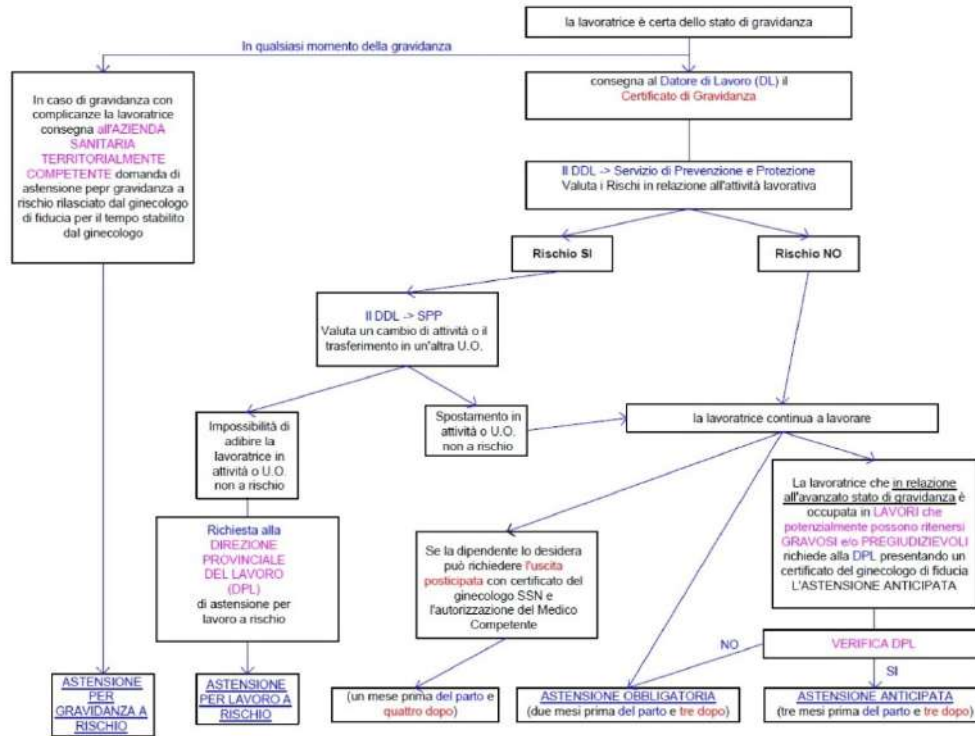 la lavoratrice è certa dello stato di gravidanza
In qualsiasi momento della gravidanza
In caso di gravidanza con
complicanze la lavoratrice
consegna all'AZIENDA
SANITARIA
TERRITORIALMENTE
COMPETENTE domanda di
astensione pepr gravidanza a
rischio rilasciato dal ginecologo
di fiducia per il tempo stabilito
dal ginecologo
consegna al Datore di Lavoro (DL) il
Certificato di Gravidanza
Il DDL -> Servizio di Prevenzione e Protezione
Valuta i Rischi in relazione all'attività lavorativa
Rischio SI
Rischio NO
Il DDL -> SPP
Valuta un cambio di attività o il
trasferimento in un'altra U.O.
Impossibilità di
adibire la
lavoratrice in
attività o U.O.
non a rischio
Spostamento in
attività o U.O.
non a rischio
la lavoratrice continua a lavorare
Richiesta alla
DIREZIONE
PROVINCIALE
DEL LAVORO
(DPL)
di astensione per
lavoro a rischio
Se la dipendente lo desidera
può richiedere l'uscita
posticipata con certificato del
ginecologo SSN e
l'autorizzazione del Medico
Competente
La lavoratrice che in relazione
all'avanzato stato di gravidanza è
occupata in LAVORI che
potenzialmente possono ritenersi
GRAVOSI e/o PREGIUDIZIEVOLI
richiede alla DPL presentando un
certificato del ginecologo di fiducia
L'ASTENSIONE ANTICIPATA
NO
VERIFICA DPL
SI
ASTENSIONE
PER
GRAVIDANZA A
RISCHIO
ASTENSIONE
PER LAVORO A
RISCHIO
(un mese prima del parto e
quattro dopo)
ASTENSIONE OBBLIGATORIA
(due mesi prima del parto e tre dopo)
ASTENSIONE ANTICIPATA
(tre mesi prima del parto e tre dopo)